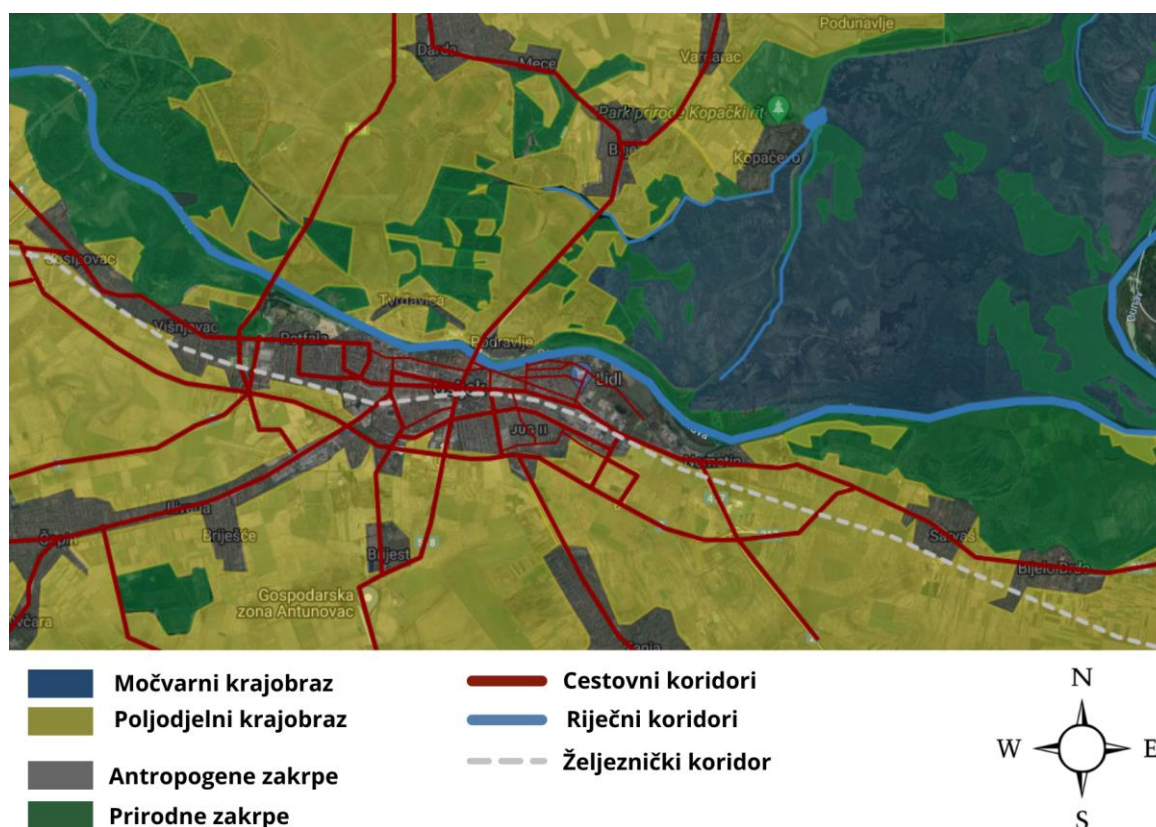 Podunavlje
Darda
Mece
Vardarac
Park prirode Kopački rit
Kopačevo
Josipovac
Tvrđavica
Višnjevac
Retfala
Podravlje
Lidl
Dunav
JUG II
Nemetin
Sarvaš
Bijelo Brdo
Livana
Čepin
Briješće
Gospodarska
zona Antunovac
Močvarni krajobraz
Poljodjelni krajobraz
Antropogene zakrpe
Prirodne zakrpe
Cestovni koridori
Riječni koridori
Željeznički koridor
N
W
E
S